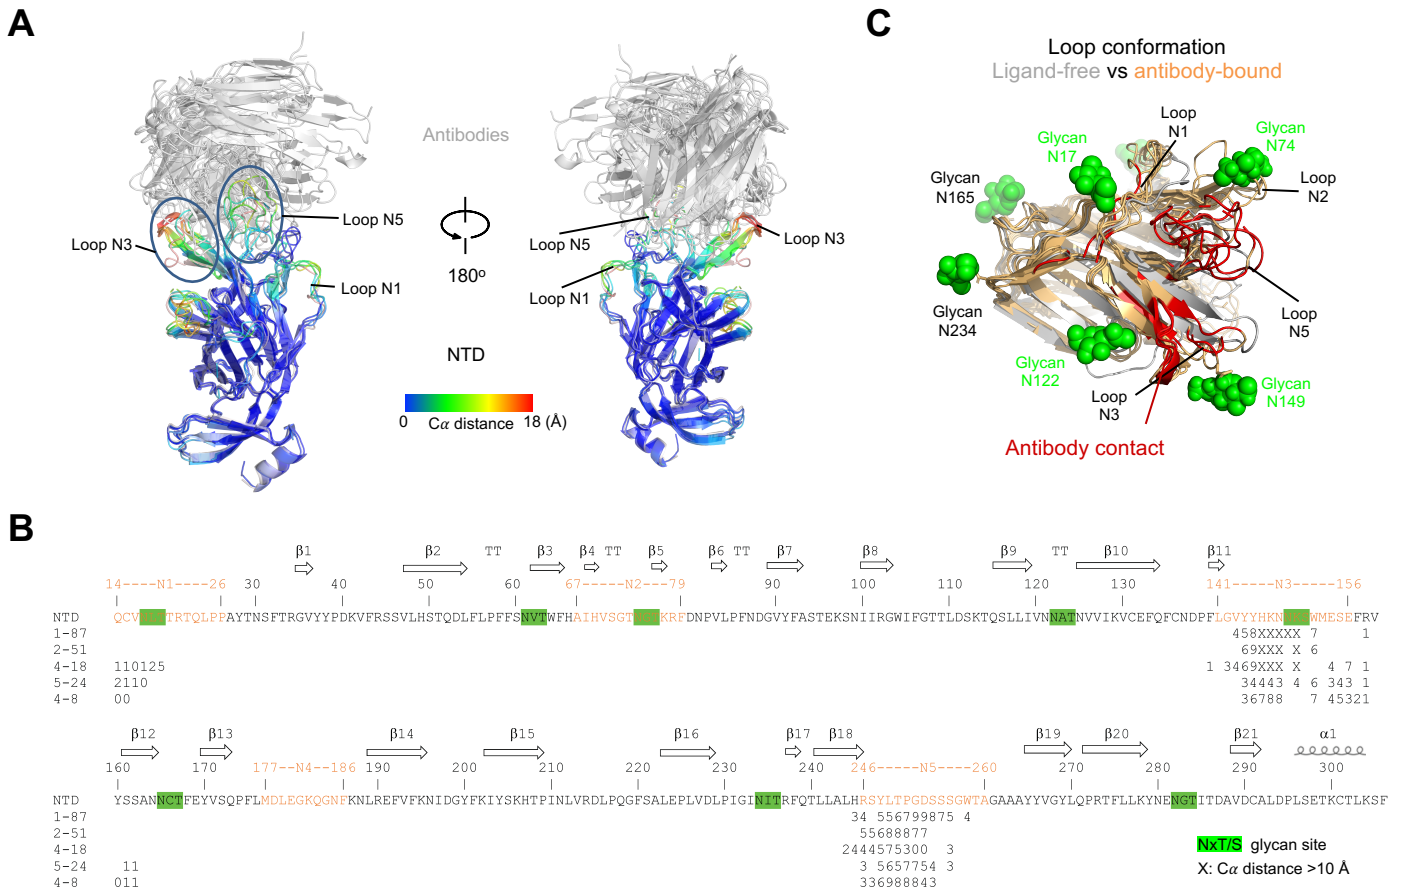 A
Antibodies
Loop N5
Loop N3
Loop N1
180º
NTD
0 Cα distance 18 (Å)
Loop N5
Loop N3
Loop N1
C
Loop conformation
Ligand-free vs antibody-bound
Loop
N1
Glycan
N17
Glycan
N74
Glycan
N165
Loop
N2
Glycan
N234
Loop
N5
Glycan
N122
Loop
N3
Glycan
N149
Antibody contact
B
β1 β2 TT β3 β4 TT β5 β6 TT β7 β8 β9 TT β10 β11
14----N1----26 30 40 50 60 67-----N2---79 90 100 110 120 130 141-----N3----156
NTD QCV TRTQLPPAYTNSFTRGVYYPDKVFRSSVLHSTQDLFLPFFSNVTWFHAIHVSGT KRFDNPVLPFNDGVYFASTEKSNIIRGWIFGTTLDSKTQSLLIVNNATNVVIKVCEFQFCNDPFLGVYYHKN WMESEFRV
1-87 458XXXXX 7 1
2-51 69XXX X 6
4-18 110125 1 3469XXX X 4 7 1
5-24 2110 34443 4 6 343 1
4-8 00 36788 7 45321
β12 β13 β14 β15 β16 β17 β18 β19 β20 β21 α1
160 170 177--N4--186 190 200 210 220 230 240 246-----N5----260 270 280 290 300
NTD YSSANNCTFEYVSQPFLMDLEGKQGNFKNLREFVFKNIDGYFKIYSKHTPINLVRDLPQGFSALEPLVDLPIGINITRFQTLLALHRSYLTPGDSSSGWTAGAAAYYVGYLQPRTFLLKYNENGTITDAVDCALDPLSETKCTLKSF
1-87 34 556799875 4
2-51 55688877
4-18 2444575300 3
5-24 11 3 5657754 3
4-8 011 336988843
NxT/S glycan site
X: Cα distance >10 Å